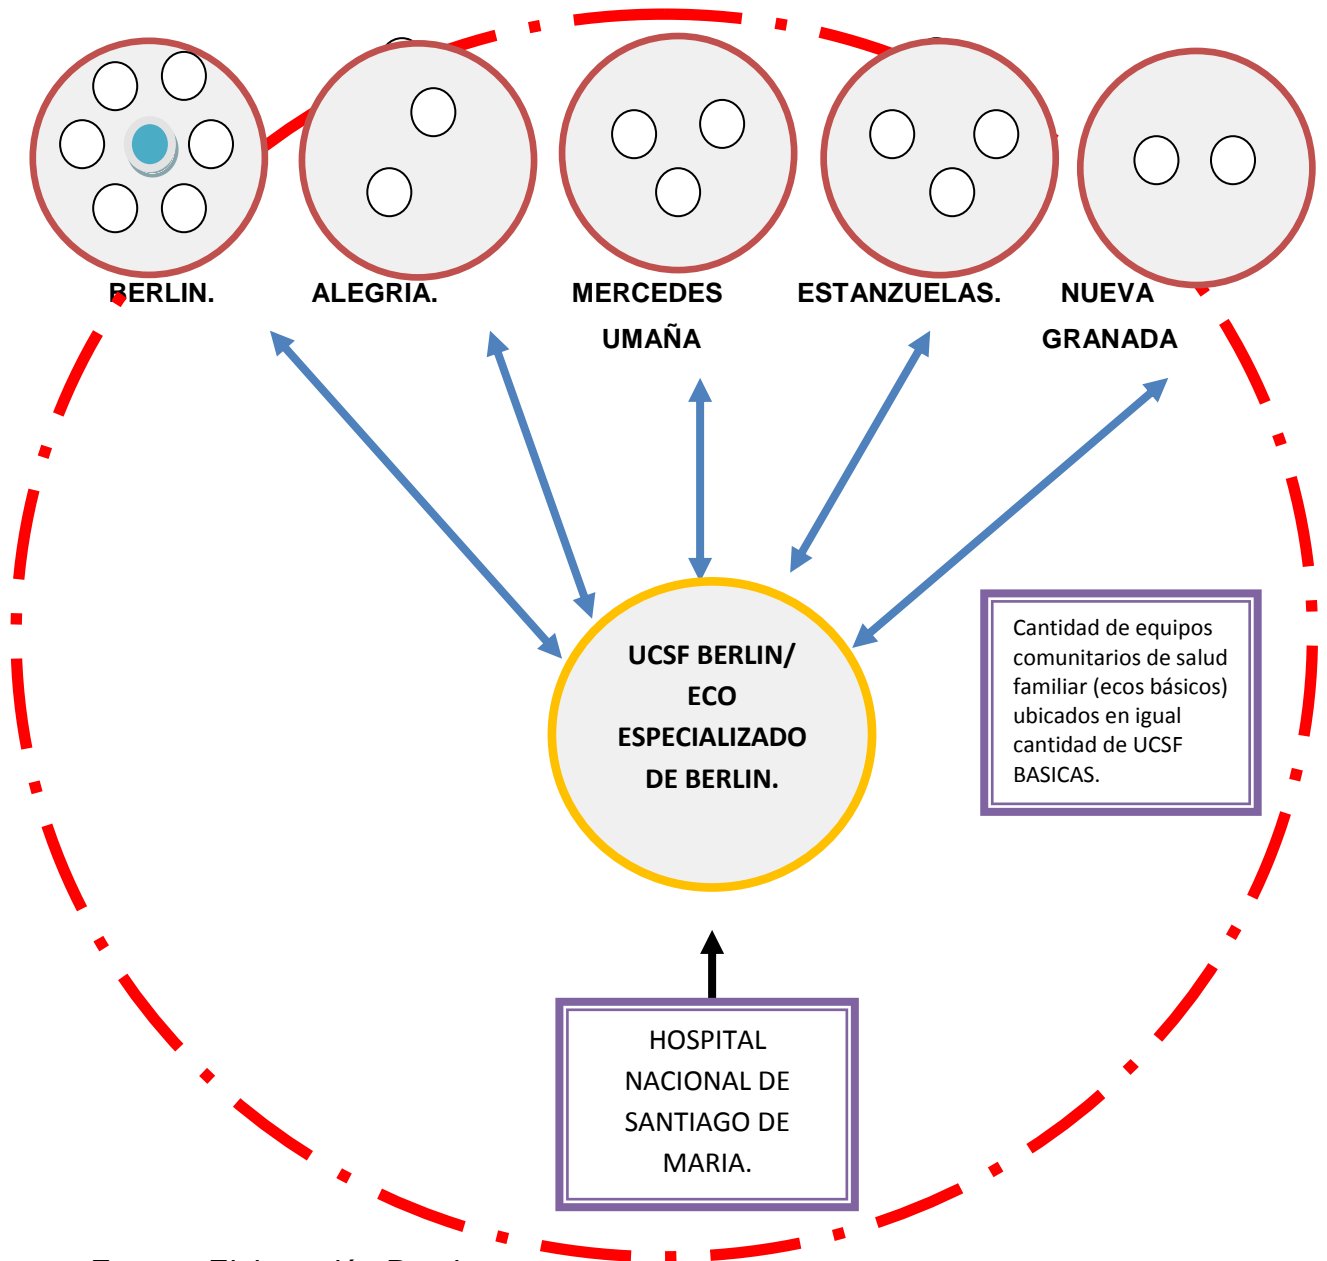 BERLIN. ALEGRIA. MERCEDES ESTANZUELAS. NUEVA
UMAÑA GRANADA
UCSF BERLIN/
ECO
ESPECIALIZADO
DE BERLIN.
Cantidad de equipos
comunitarios de salud
familiar (ecos básicos)
ubicados en igual
cantidad de UCSF
BASICAS.
HOSPITAL
NACIONAL DE
SANTIAGO DE
MARIA.